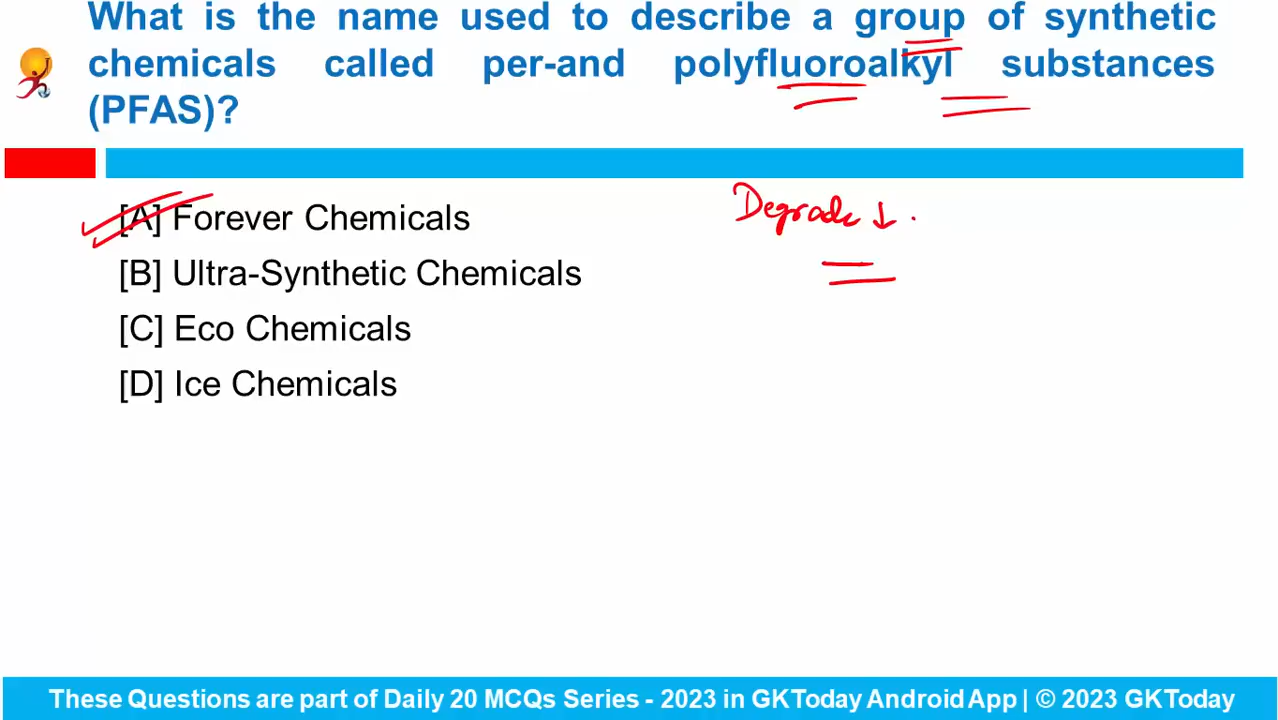 What is the name used to describe a group of synthetic
chemicals called per-and polyfluoroalkyl substances
(PFAS)?
[A] Forever Chemicals
Degrade ↓.
[B] Ultra-Synthetic Chemicals
[C] Eco Chemicals
[D] Ice Chemicals
These Questions are part of Daily 20 MCQs Series - 2023 in GKToday Android App | © 2023 GKToday